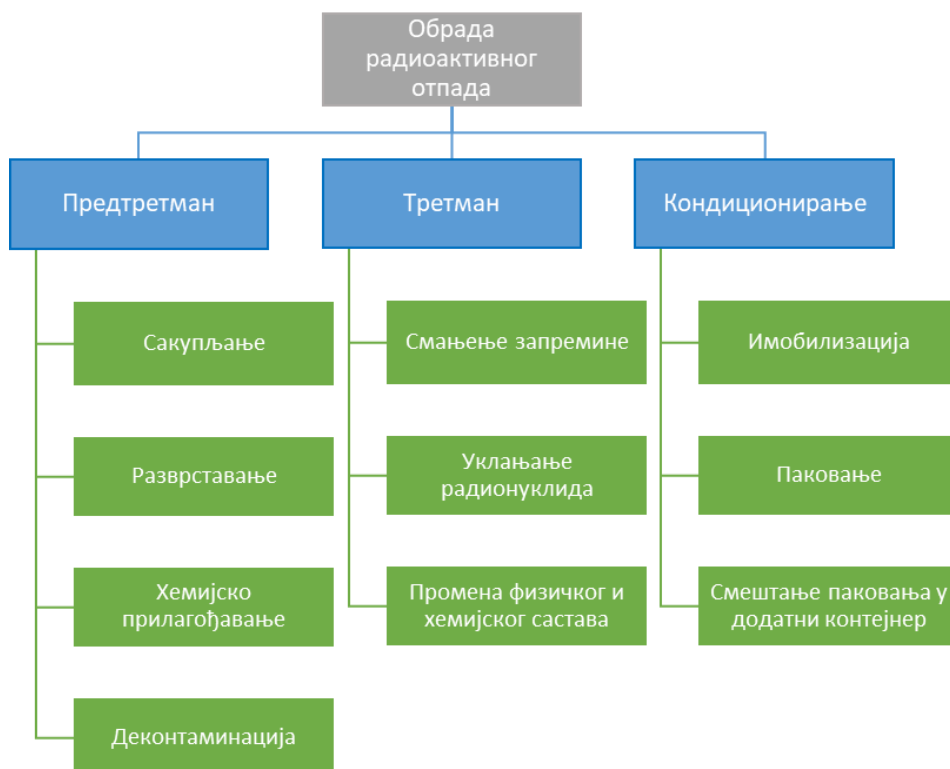 Обрада
радиоактивног
отпада
Предтретман
Третман
Кондиционирање
Сакупљање
Смањење запремине
Имобилизација
Разврставање
Уклањање
радионуклида
Паковање
Хемијско
прилагођавање
Промена физичког и
хемијског састава
Смештање паковања у
додатни контејнер
Деконтаминација